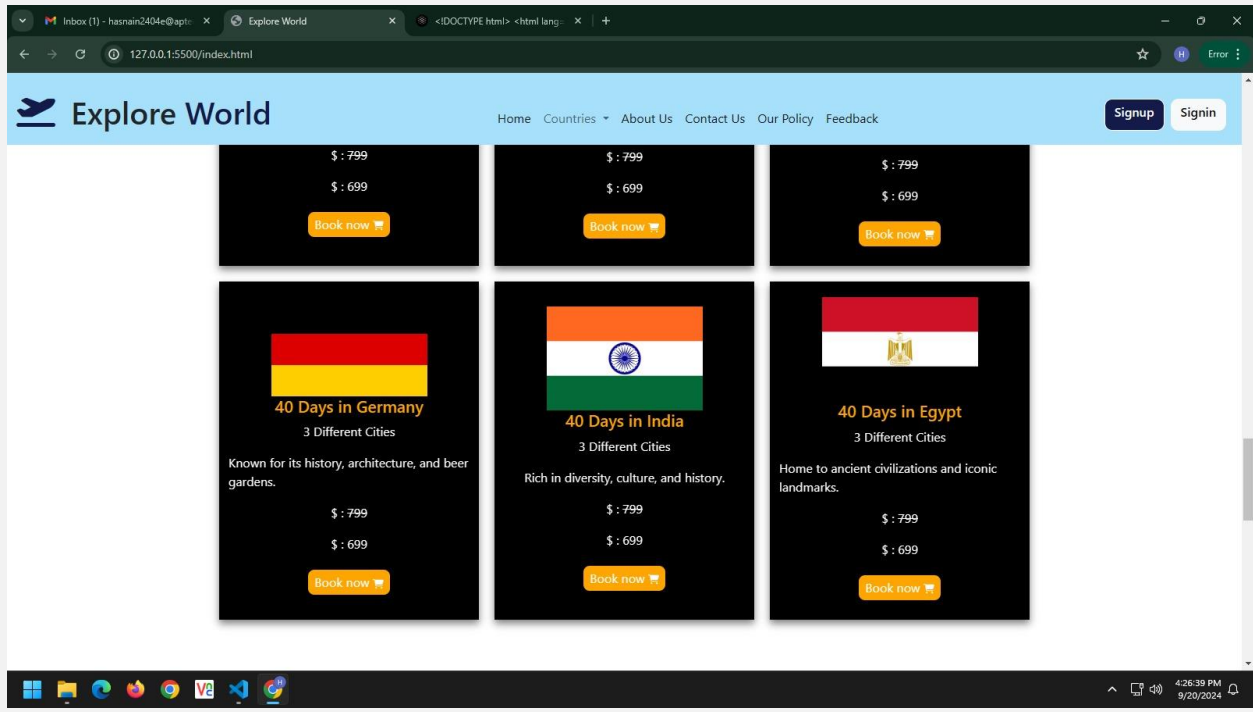 Inbox (1) - hasnain2404e@apte
Explore World
<!DOCTYPE html> <html lang=
127.0.0.1:5500/index.html
H
Error
Explore World
Home Countries About Us Contact Us Our Policy Feedback
Signup
Signin
$ : 799
$ : 799
$ : 799
$ : 699
$ : 699
$ : 699
Book now
Book now
Book now
40 Days in Germany
3 Different Cities
Known for its history, architecture, and beer
gardens.
$ : 799
$ : 699
Book now
40 Days in India
3 Different Cities
Rich in diversity, culture, and history.
$ : 799
$ : 699
Book now
40 Days in Egypt
3 Different Cities
Home to ancient civilizations and iconic
landmarks.
$ : 799
$ : 699
Book now
4:26:39 PM
9/20/2024